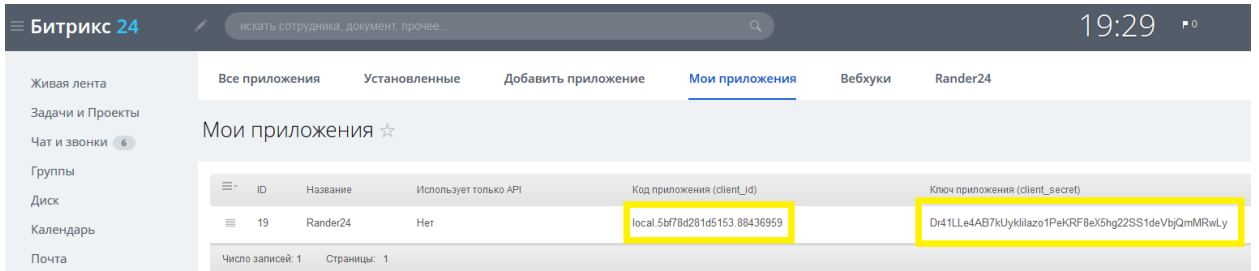 Битрикс 24 искать сотрудника, документ, прочее... 19:29 0
Живая лента
Задачи и Проекты
Чат и звонки 6
Группы
Диск
Календарь
Почта
Все приложения Установленные Добавить приложение Мои приложения Вебхуки Rander24
Мои приложения
ID Название Использует только API Код приложения (client_id) Ключ приложения (client_secret)
19 Rander24 Нет local.5bf78d281d5153.88436959 Dr41LLe4AB7kUyklilazo1PeKRF8eX5hg22SS1deVbjQmMRwLy
Число записей: 1 Страницы: 1